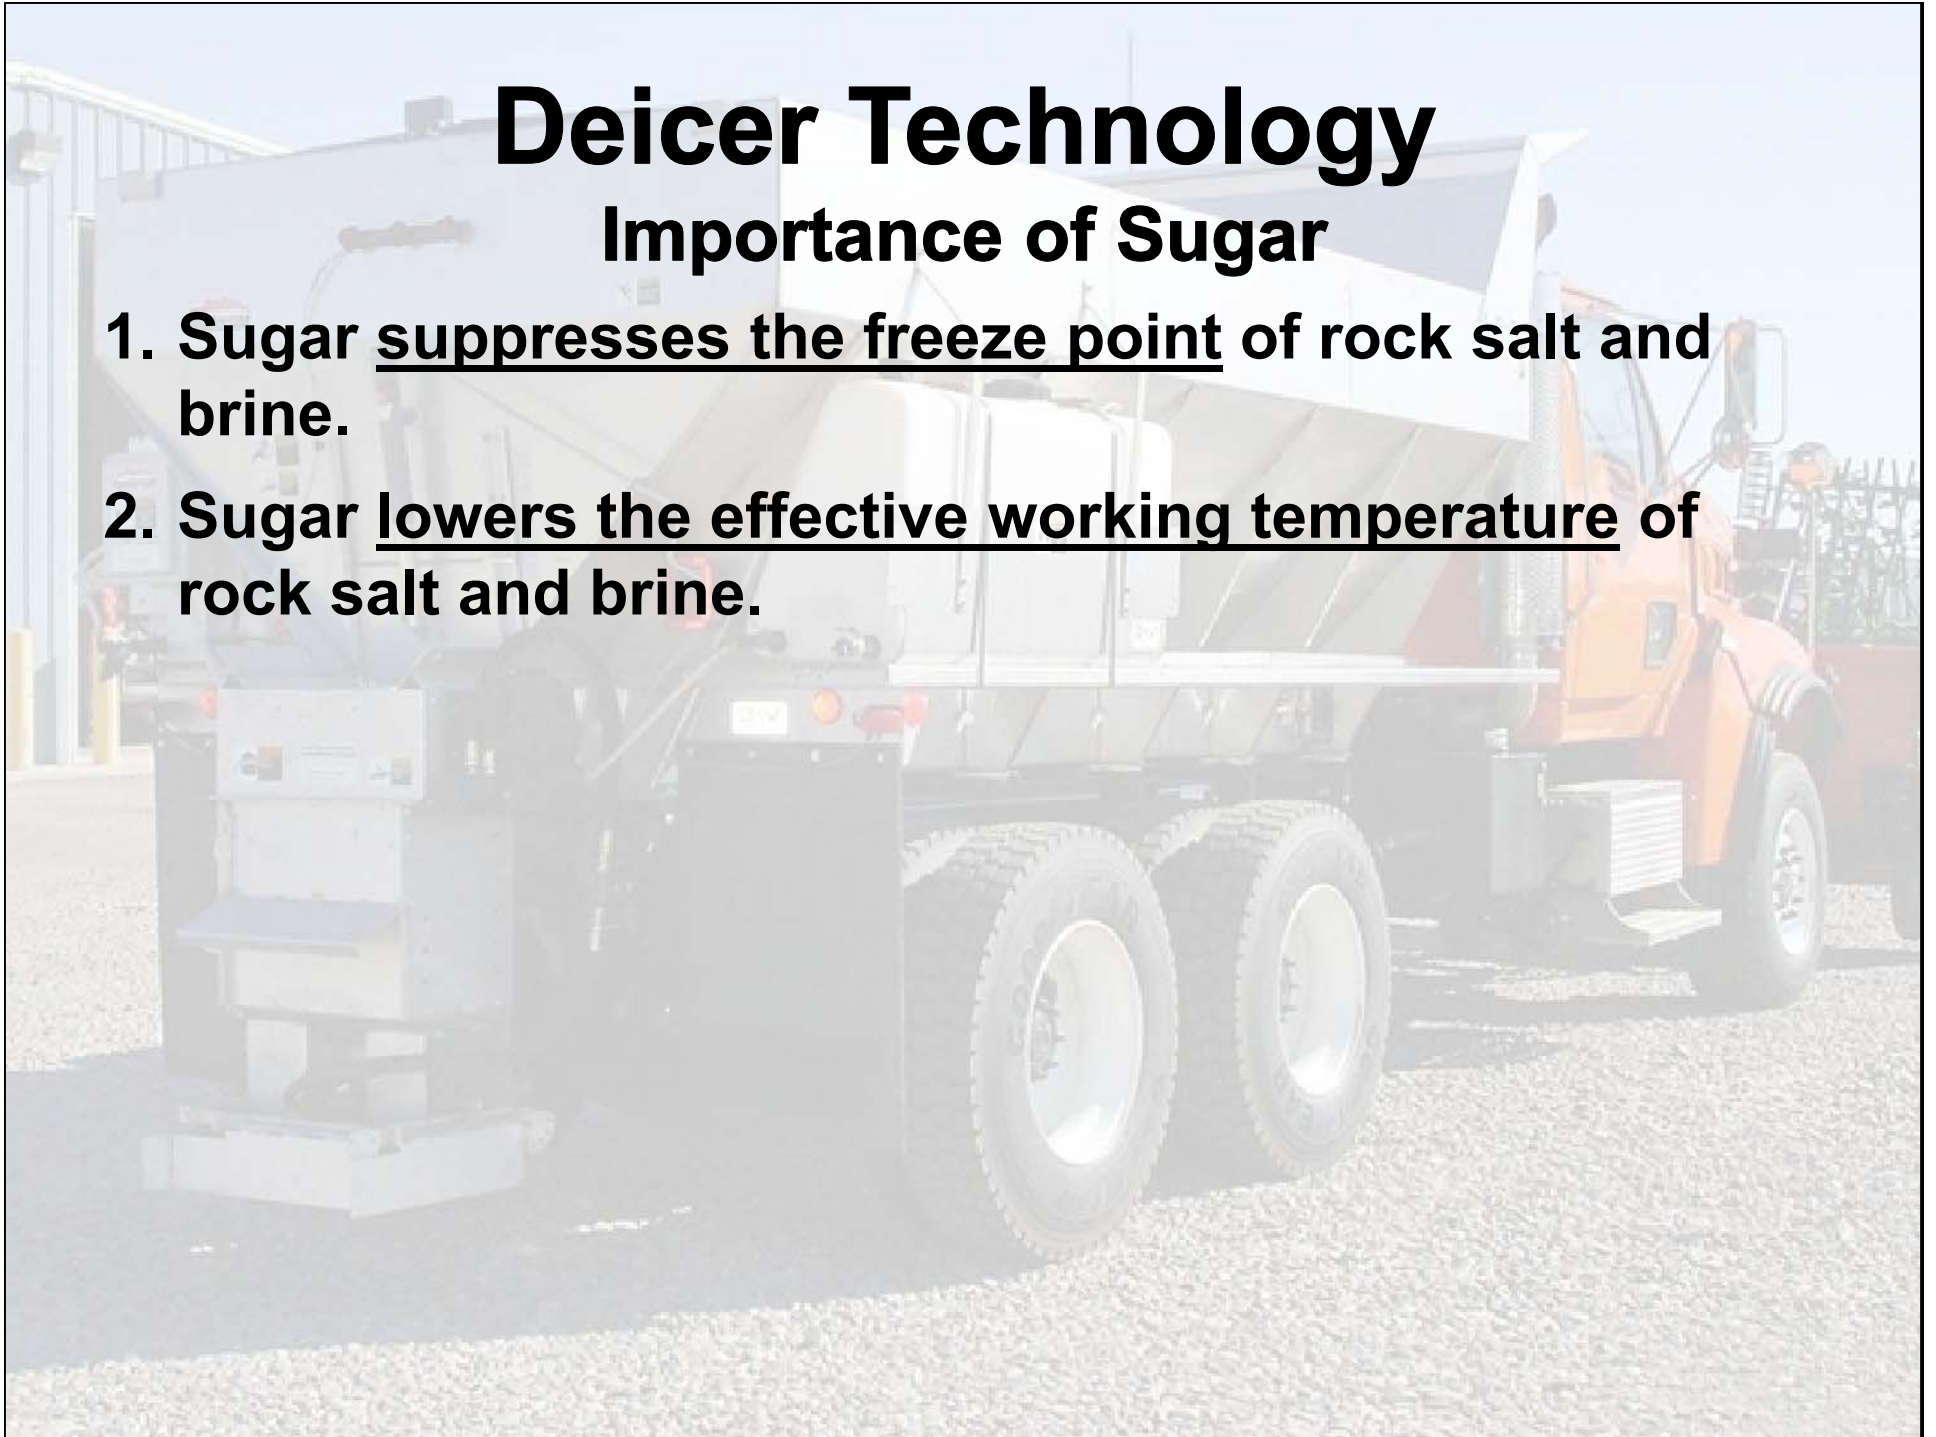 Deicer Technology
Importance of Sugar
1. Sugar suppresses the freeze point of rock salt and
brine.
2. Sugar lowers the effective working temperature of
rock salt and brine.